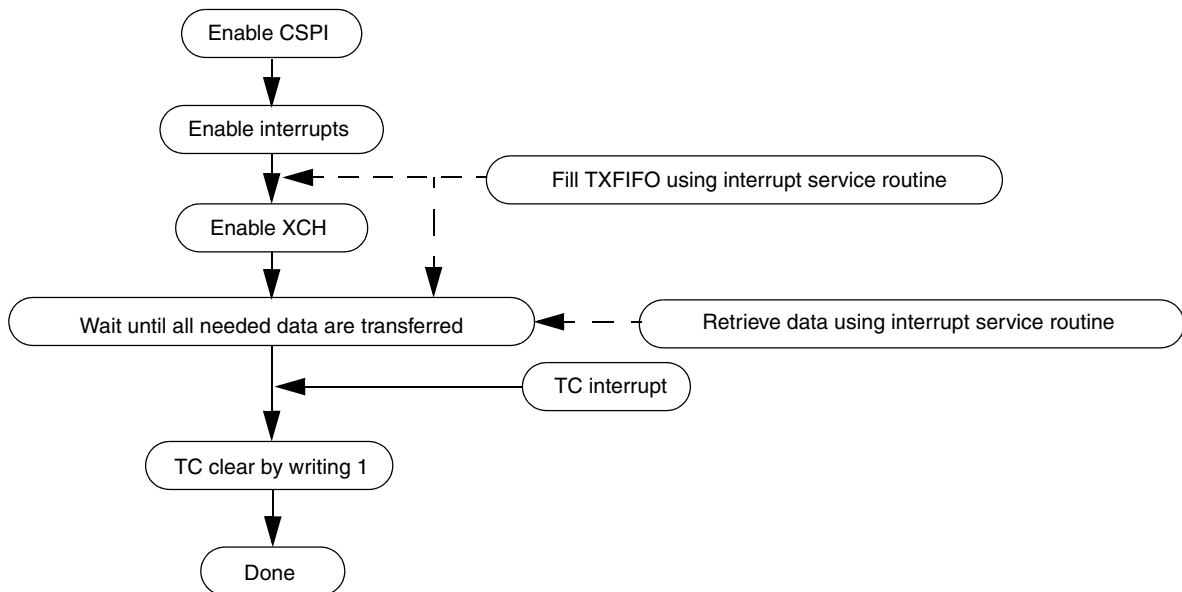 Enable CSPI
Enable interrupts
Fill TXFIFO using interrupt service routine
Enable XCH
Wait until all needed data are transferred
Retrieve data using interrupt service routine
TC interrupt
TC clear by writing 1
Done